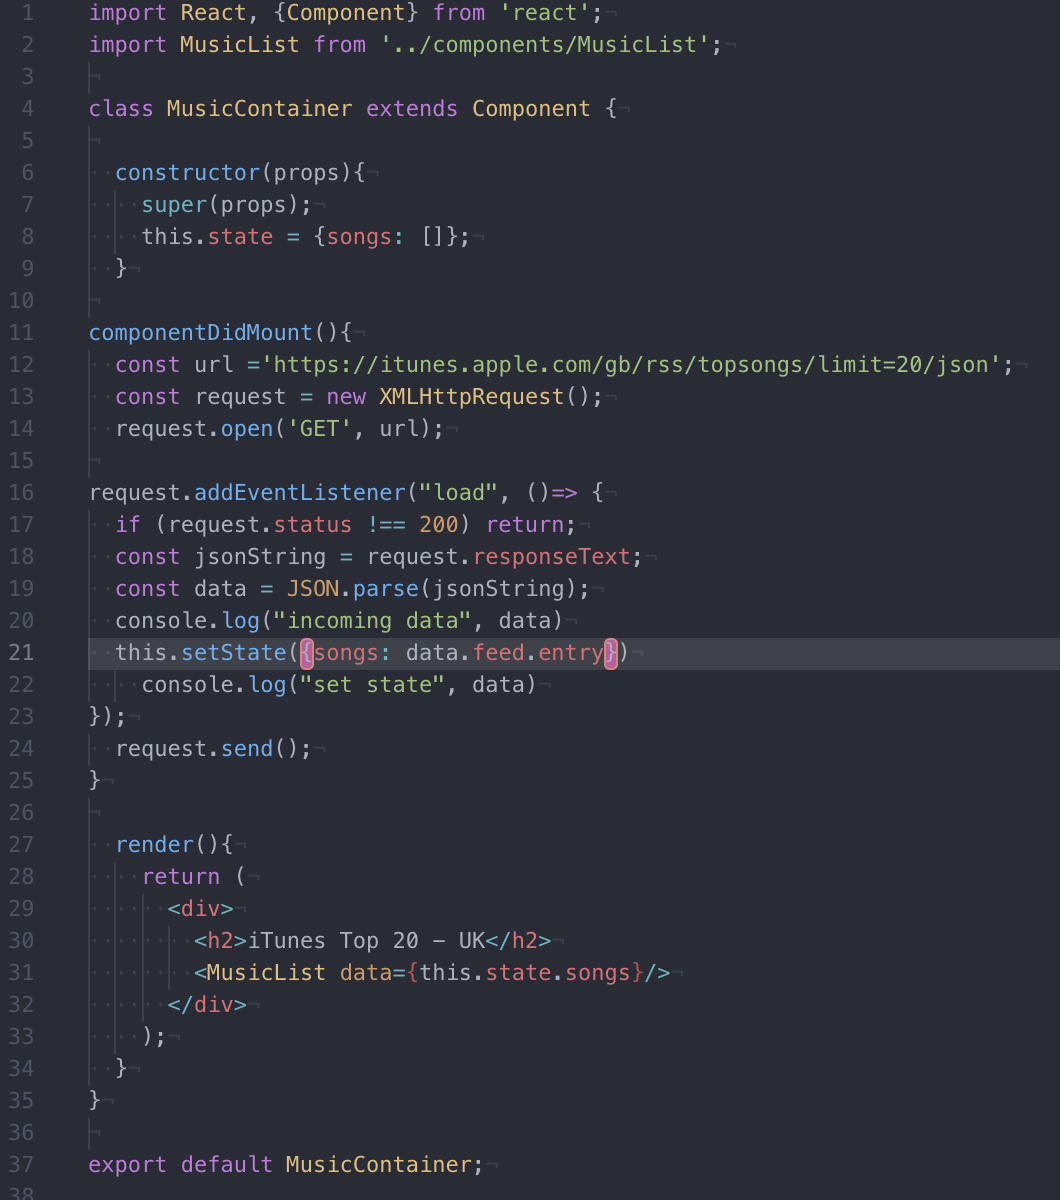 1 import React, {Component} from 'react';¬
2 import MusicList from '../components/MusicList';¬
3 ¬
4 class MusicContainer extends Component {¬
5 ¬
6   constructor(props){¬
7     super(props);¬
8     this.state = {songs: []};¬
9   }¬
10 ¬
11 componentDidMount(){¬
12   const url ='https://itunes.apple.com/gb/rss/topsongs/limit=20/json';¬
13   const request = new XMLHttpRequest();¬
14   request.open('GET', url);¬
15 ¬
16 request.addEventListener("load", ()=> {¬
17   if (request.status !== 200) return;¬
18   const jsonString = request.responseText;¬
19   const data = JSON.parse(jsonString);¬
20   console.log("incoming data", data)¬
21   this.setState({songs: data.feed.entry})¬
22     console.log("set state", data)¬
23 });¬
24   request.send();¬
25 }¬
26 ¬
27   render(){¬
28     return (¬
29       <div>¬
30         <h2>iTunes Top 20 – UK</h2>¬
31         <MusicList data={this.state.songs}/>¬
32       </div>¬
33     );¬
34   }¬
35 }¬
36 ¬
37 export default MusicContainer;¬
38